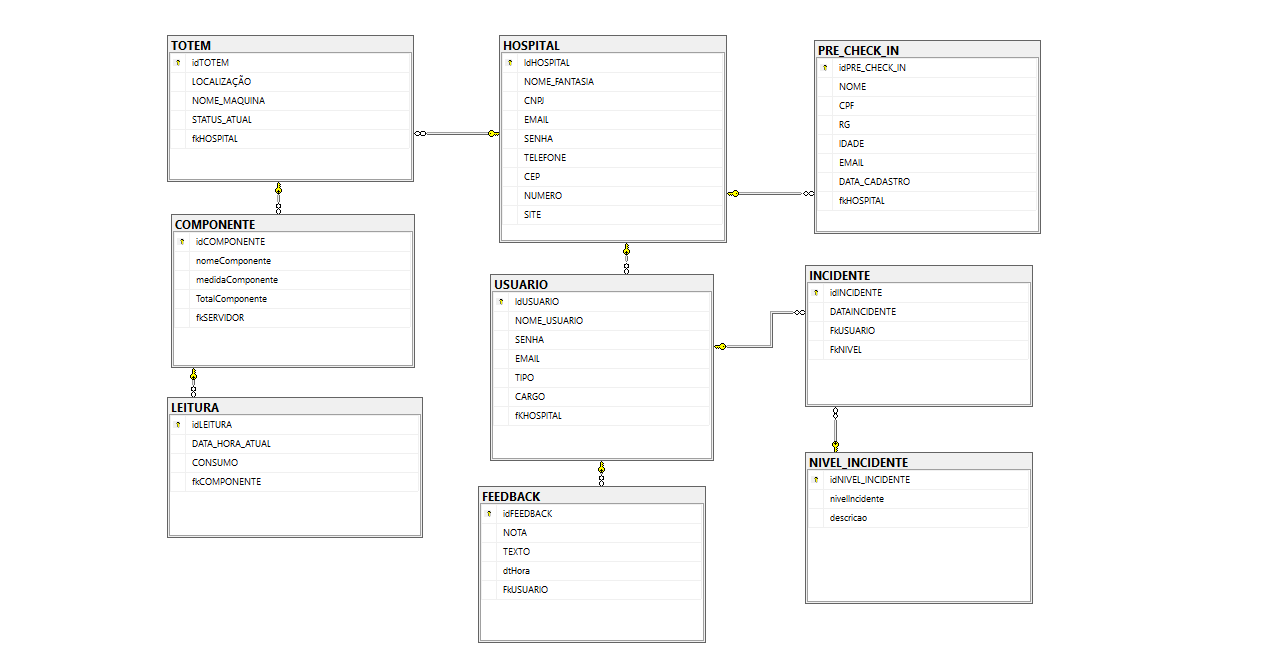 TOTEM
idTOTEM
LOCALIZAÇÃO
NOME_MAQUINA
STATUS_ATUAL
fkHOSPITAL
HOSPITAL
idHOSPITAL
NOME_FANTASIA
CNPJ
EMAIL
SENHA
TELEFONE
CEP
NUMERO
SITE
PRE_CHECK_IN
idPRE_CHECK_IN
NOME
CPF
RG
IDADE
EMAIL
DATA_CADASTRO
fkHOSPITAL
COMPONENTE
idCOMPONENTE
nomeComponente
medidaComponente
TotalComponente
fkSERVIDOR
USUARIO
IdUSUARIO
NOME_USUARIO
SENHA
EMAIL
TIPO
CARGO
fKHOSPITAL
INCIDENTE
idINCIDENTE
DATAINCIDENTE
FkUSUARIO
FkNIVEL
LEITURA
idLEITURA
DATA_HORA_ATUAL
CONSUMO
fkCOMPONENTE
FEEDBACK
idFEEDBACK
NOTA
TEXTO
dtHora
FkUSUARIO
NIVEL_INCIDENTE
idNIVEL_INCIDENTE
nivelIncidente
descricao